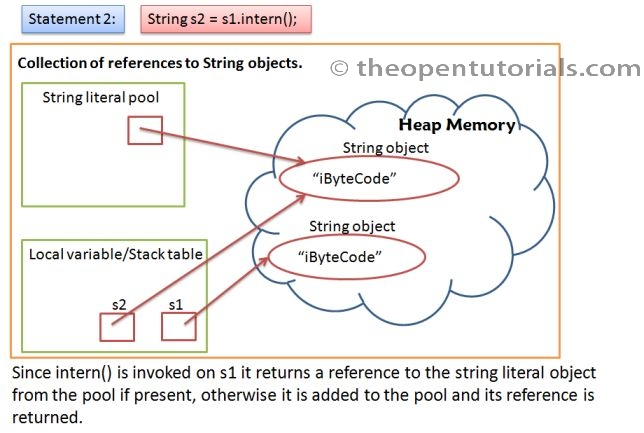 Statement 2:
String s2 = s1.intern();
Collection of references to String objects.
© theopentutorials.com
String literal pool
Heap Memory
String object
“iByteCode”
String object
“iByteCode”
Local variable/Stack table
s2
s1
Since intern() is invoked on s1 it returns a reference to the string literal object
from the pool if present, otherwise it is added to the pool and its reference is
returned.